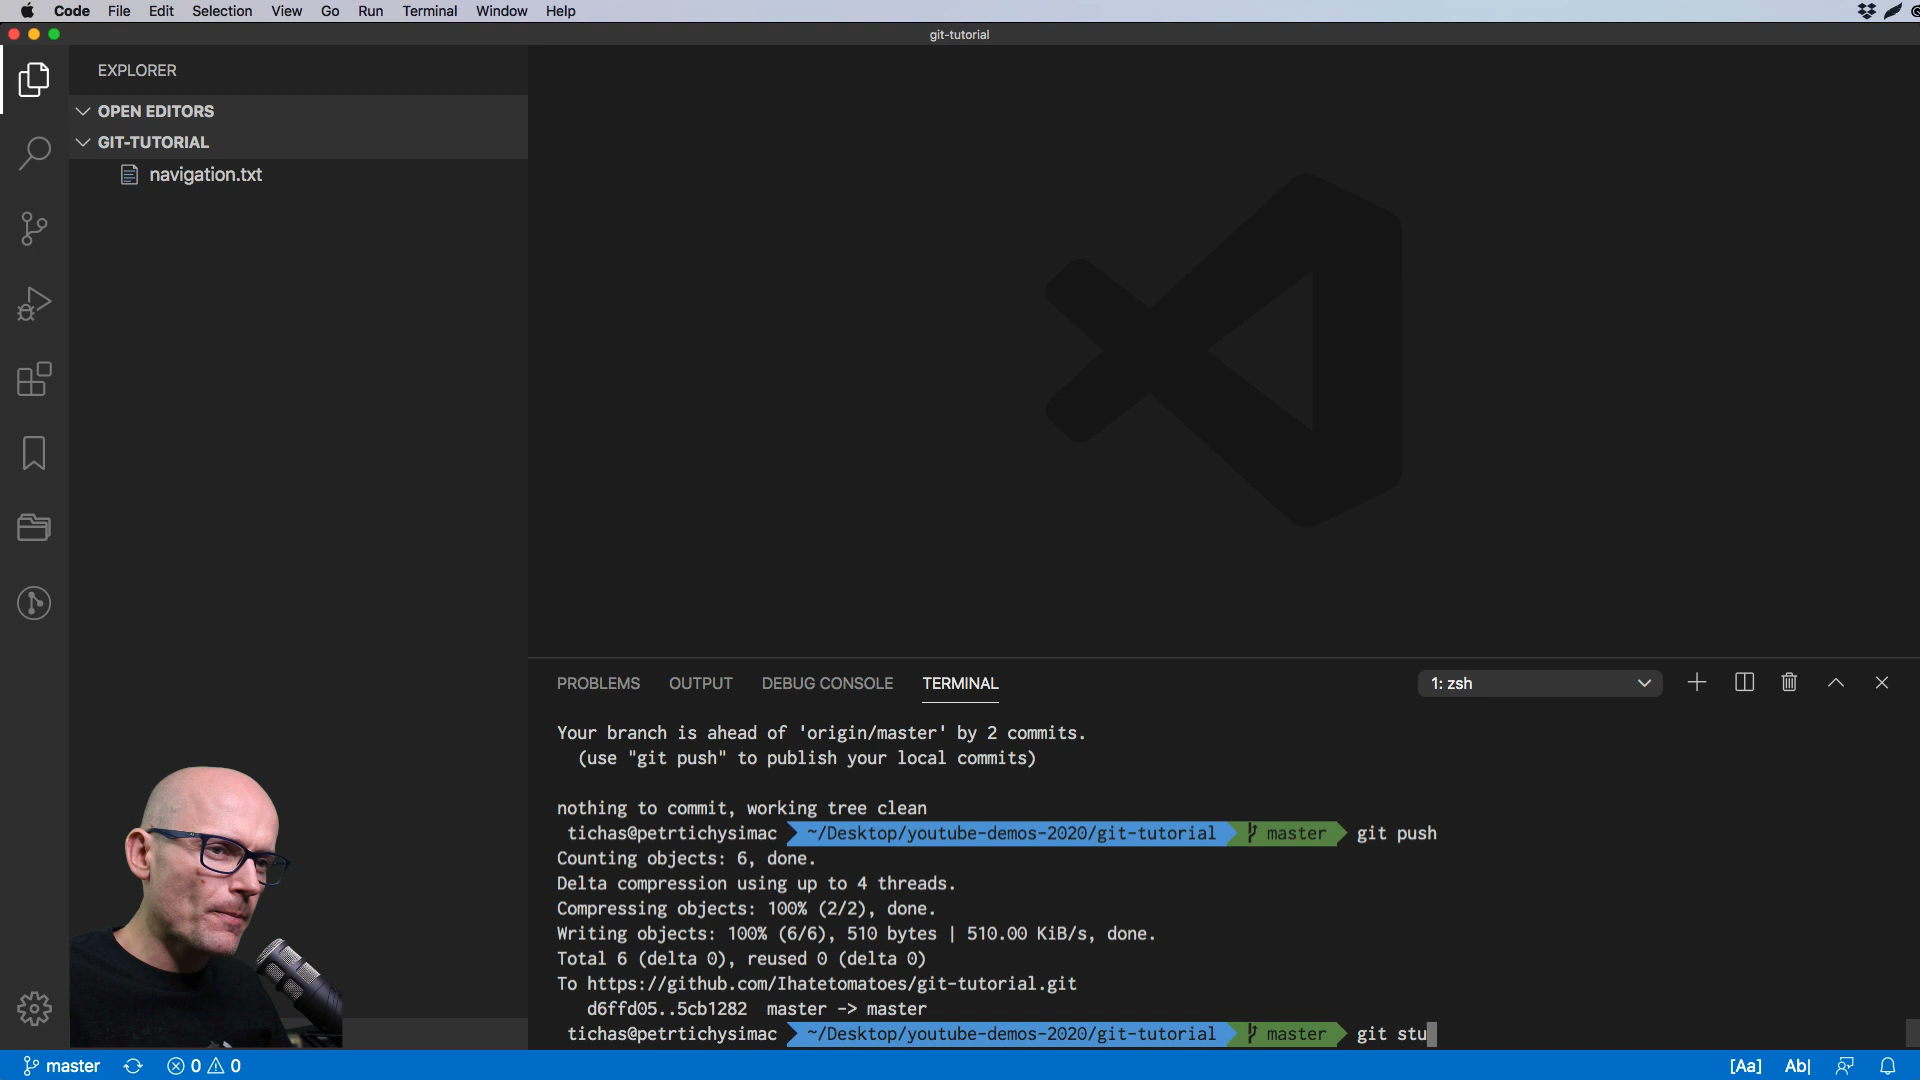 Code File Edit Selection View Go Run Terminal Window Help
git-tutorial
EXPLORER
OPEN EDITORS
GIT-TUTORIAL
navigation.txt
PROBLEMS OUTPUT DEBUG CONSOLE TERMINAL 1: zsh
Your branch is ahead of 'origin/master' by 2 commits.
(use "git push" to publish your local commits)
nothing to commit, working tree clean
tichas@petrtichysimac ~/Desktop/youtube-demos-2020/git-tutorial master git push
Counting objects: 6, done.
Delta compression using up to 4 threads.
Compressing objects: 100% (2/2), done.
Writing objects: 100% (6/6), 510 bytes | 510.00 KiB/s, done.
Total 6 (delta 0), reused 0 (delta 0)
To https://github.com/Ihatetomatoes/git-tutorial.git
d6ffd05..5cb1282 master -> master
tichas@petrtichysimac ~/Desktop/youtube-demos-2020/git-tutorial master git stu
master 0 0 [Aa] Ab|